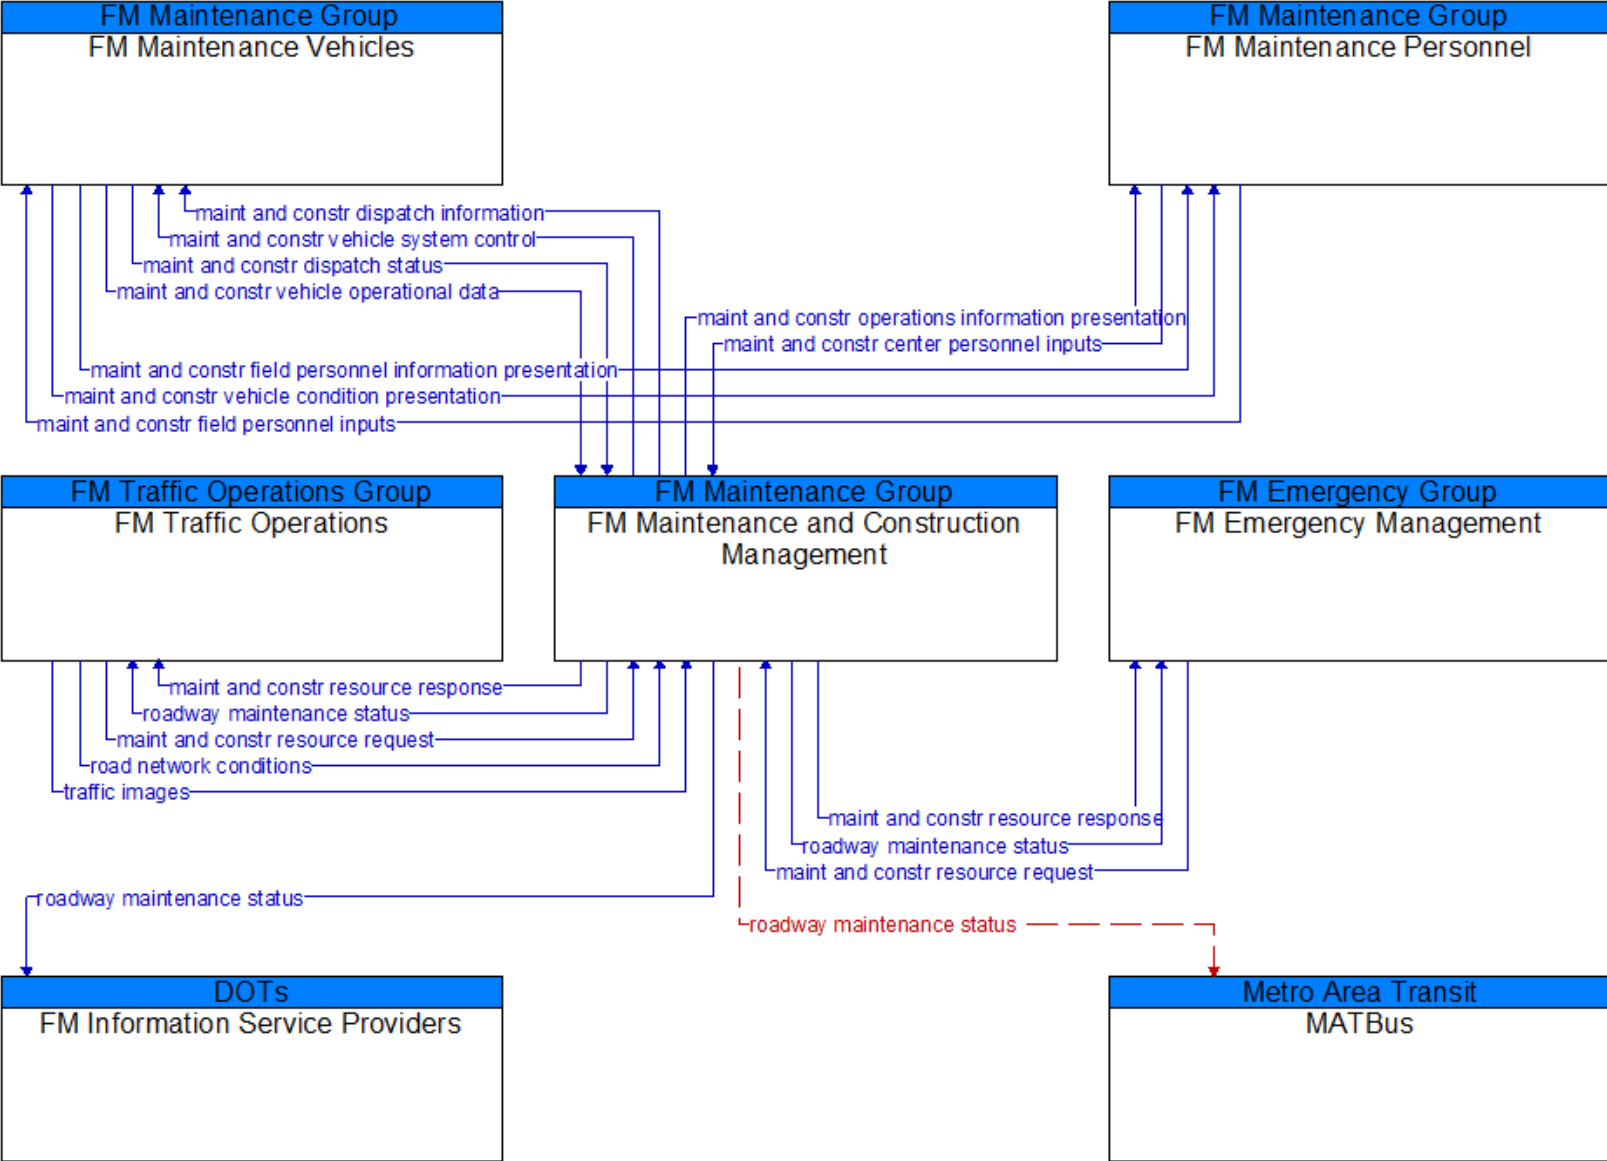 FM Maintenance Group
FM Maintenance Vehicles
FM Maintenance Group
FM Maintenance Personnel
maint and constr dispatch information
maint and constr vehicle system control
maint and constr dispatch status
maint and constr vehicle operational data
maint and constr operations information presentation
maint and constr center personnel inputs
maint and constr field personnel information presentation
maint and constr vehicle condition presentation
maint and constr field personnel inputs
FM Traffic Operations Group
FM Traffic Operations
FM Maintenance Group
FM Maintenance and Construction
Management
FM Emergency Group
FM Emergency Management
maint and constr resource response
roadway maintenance status
maint and constr resource request
road network conditions
traffic images
maint and constr resource response
roadway maintenance status
maint and constr resource request
roadway maintenance status
roadway maintenance status
DOTs
FM Information Service Providers
Metro Area Transit
MATBus